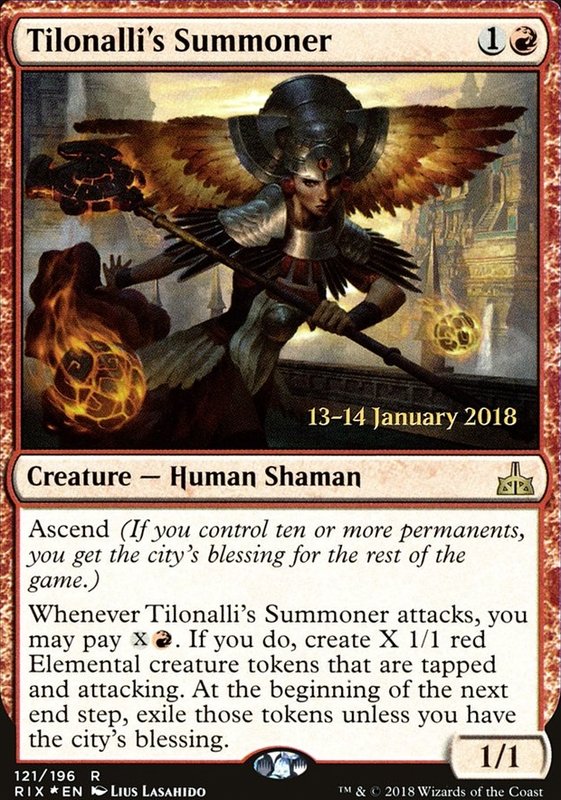 Tilonalli's Summoner 1
13–14 January 2018
Creature — Human Shaman
Ascend (If you control ten or more permanents,
you get the city's blessing for the rest of the
game.)
Whenever Tilonalli's Summoner attacks, you
may pay X. If you do, create X 1/1 red
Elemental creature tokens that are tapped
and attacking. At the beginning of the next
end step, exile those tokens unless you have
the city's blessing.
1/1
121/196 R
RIX ★ EN Lius Lasahido
™ & © 2018 Wizards of the Coast